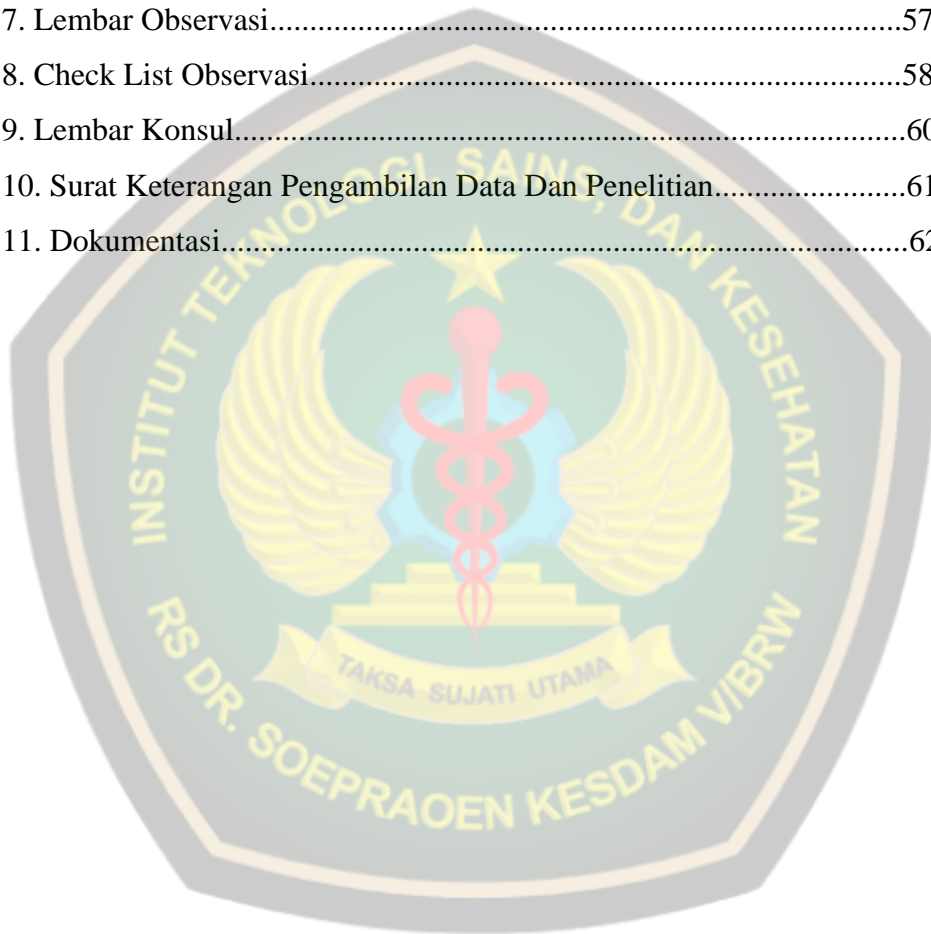 7. Lembar Observasi....................................................................................57
8. Check List Observasi..............................................................................58
9. Lembar Konsul.........................................................................................60
10. Surat Keterangan Pengambilan Data Dan Penelitian.........................61
11. Dokumentasi...........................................................................................62
INSTITUT TEKNOLOGI, SAINS, DAN KESEHATAN
TAKSA SUJATI UTAMA
RS DR. SOEPRAOEN KESDAM V/BRW